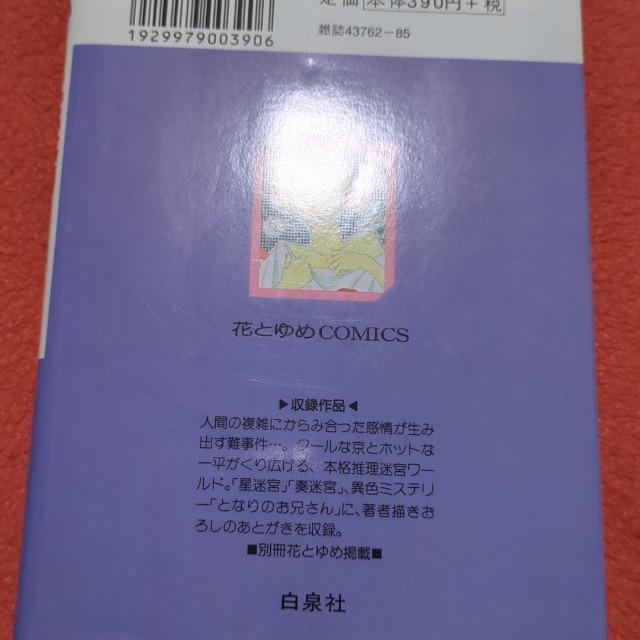 1929979003906
定価 本体390円+税
雑誌43762-85
花とゆめCOMICS
▶収録作品◀
人間の複雑にからみ合った感情が生み
出す難事件…。クールな京とホットな
一平がくり広げる、本格推理迷宮ワー
ルド。「星迷宮」「奏迷宮」、異色ミステリ
ー「となりのお兄さん」に、著者描きお
ろしのあとがきを収録。
■別冊花とゆめ掲載■
白泉社